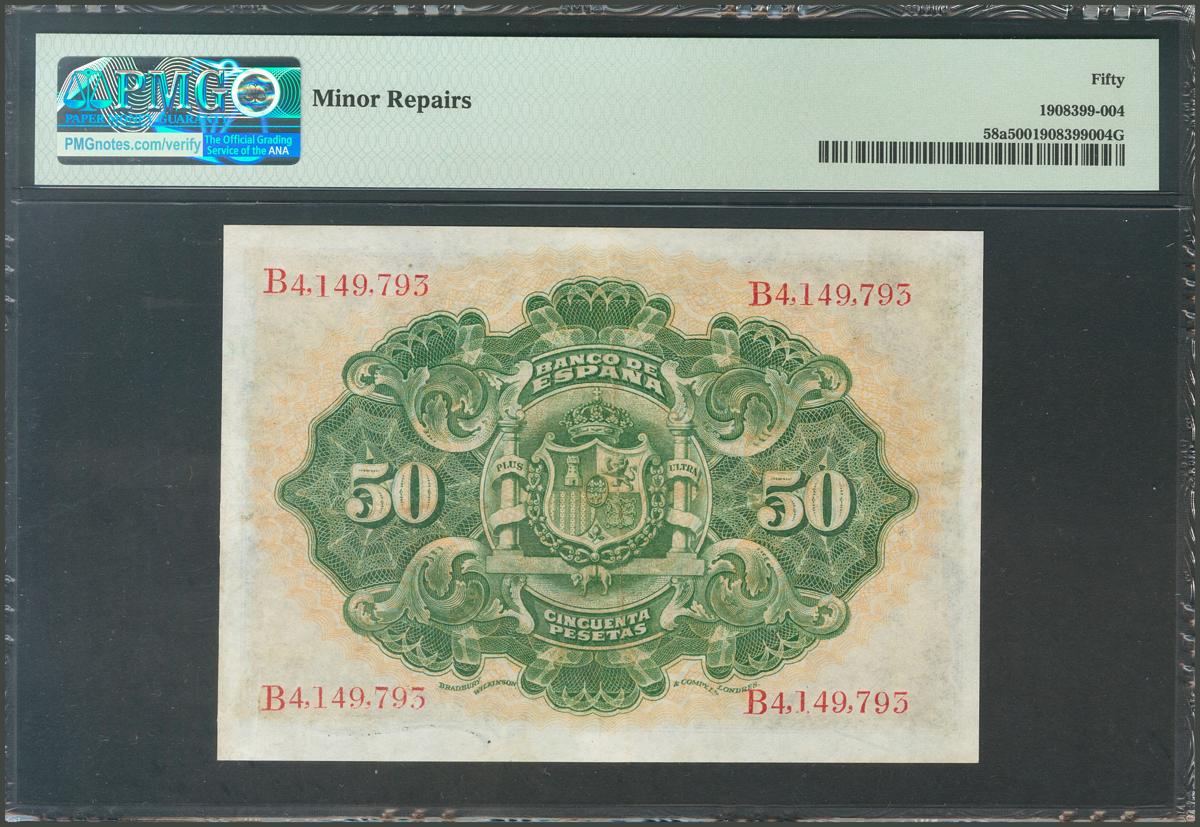 PMG
PAPER MONEY GUARANTY
PMGnotes.com/verify
The Official Grading
Service of the ANA
Minor Repairs
Fifty
1908399-004
58a5001908399004G
B4,149,793
B4,149,793
BANCO DE
ESPAÑA
PLUS
ULTRA
50
50
CINCUENTA
PESETAS
BRADBURY WILKINSON & COMPY LS LONDRES.
B4,149,793
B4,149,793